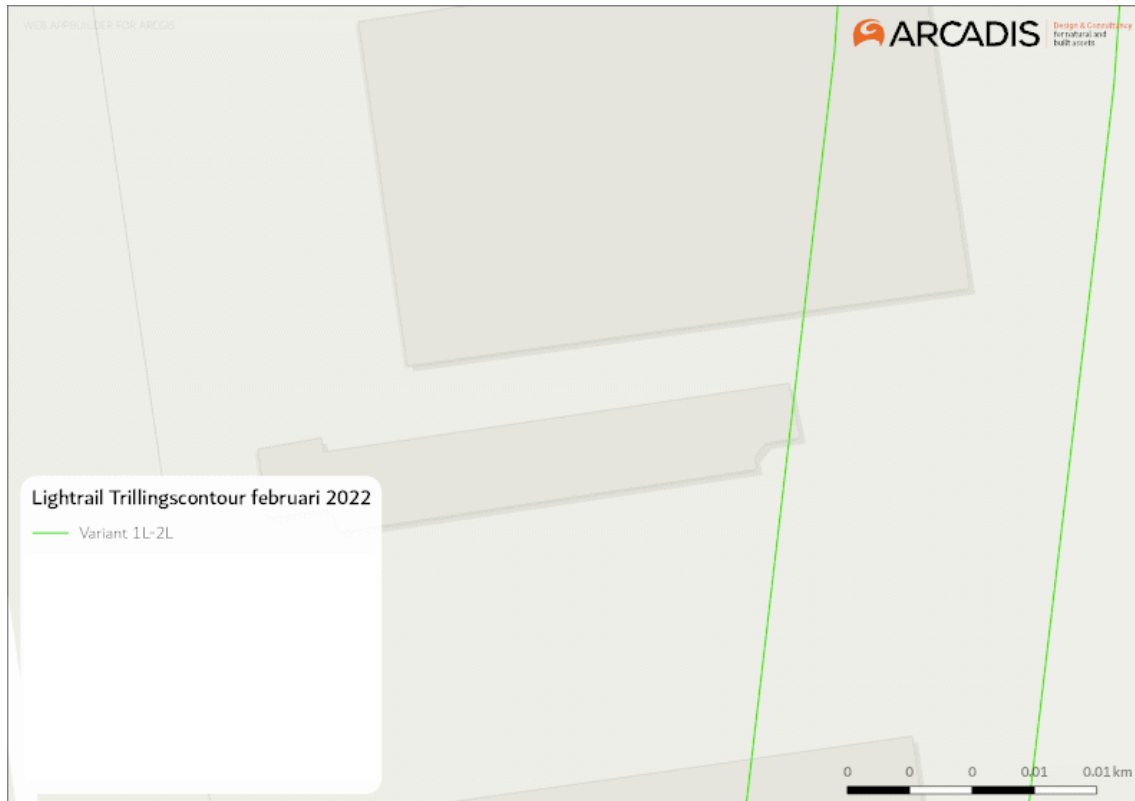 WEB APPBUILDER FOR ARCGIS
ARCADIS
Design & Consultancy
for natural and
built assets
Lightrail Trillingscontour februari 2022
Variant 1L-2L
0 0 0 0.01 0.01 km